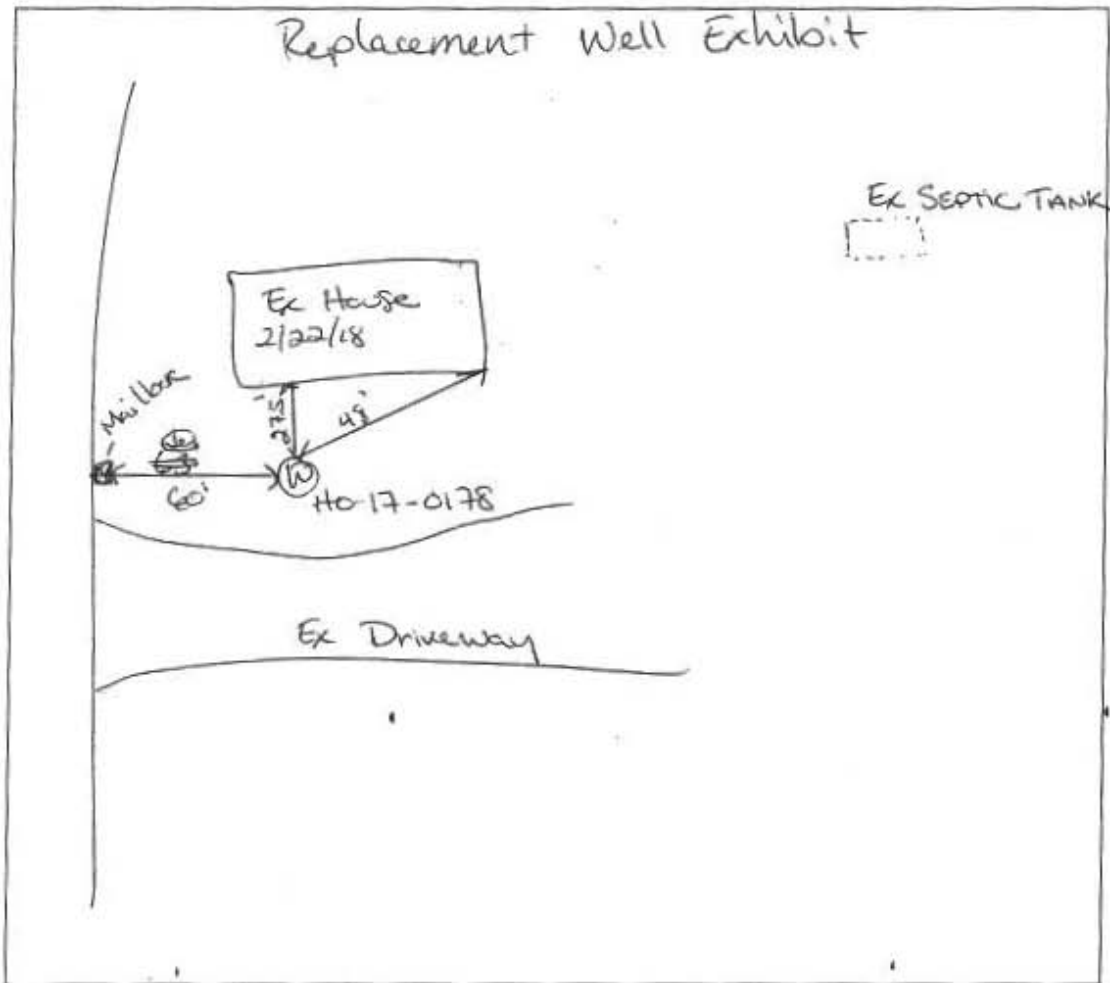 Replacement Well Exhibit
Ex SEPTIC TANK
Ex House
2/22/18
Mailbox
27.5'
48'
60'
W
HO-17-0178
Ex Driveway